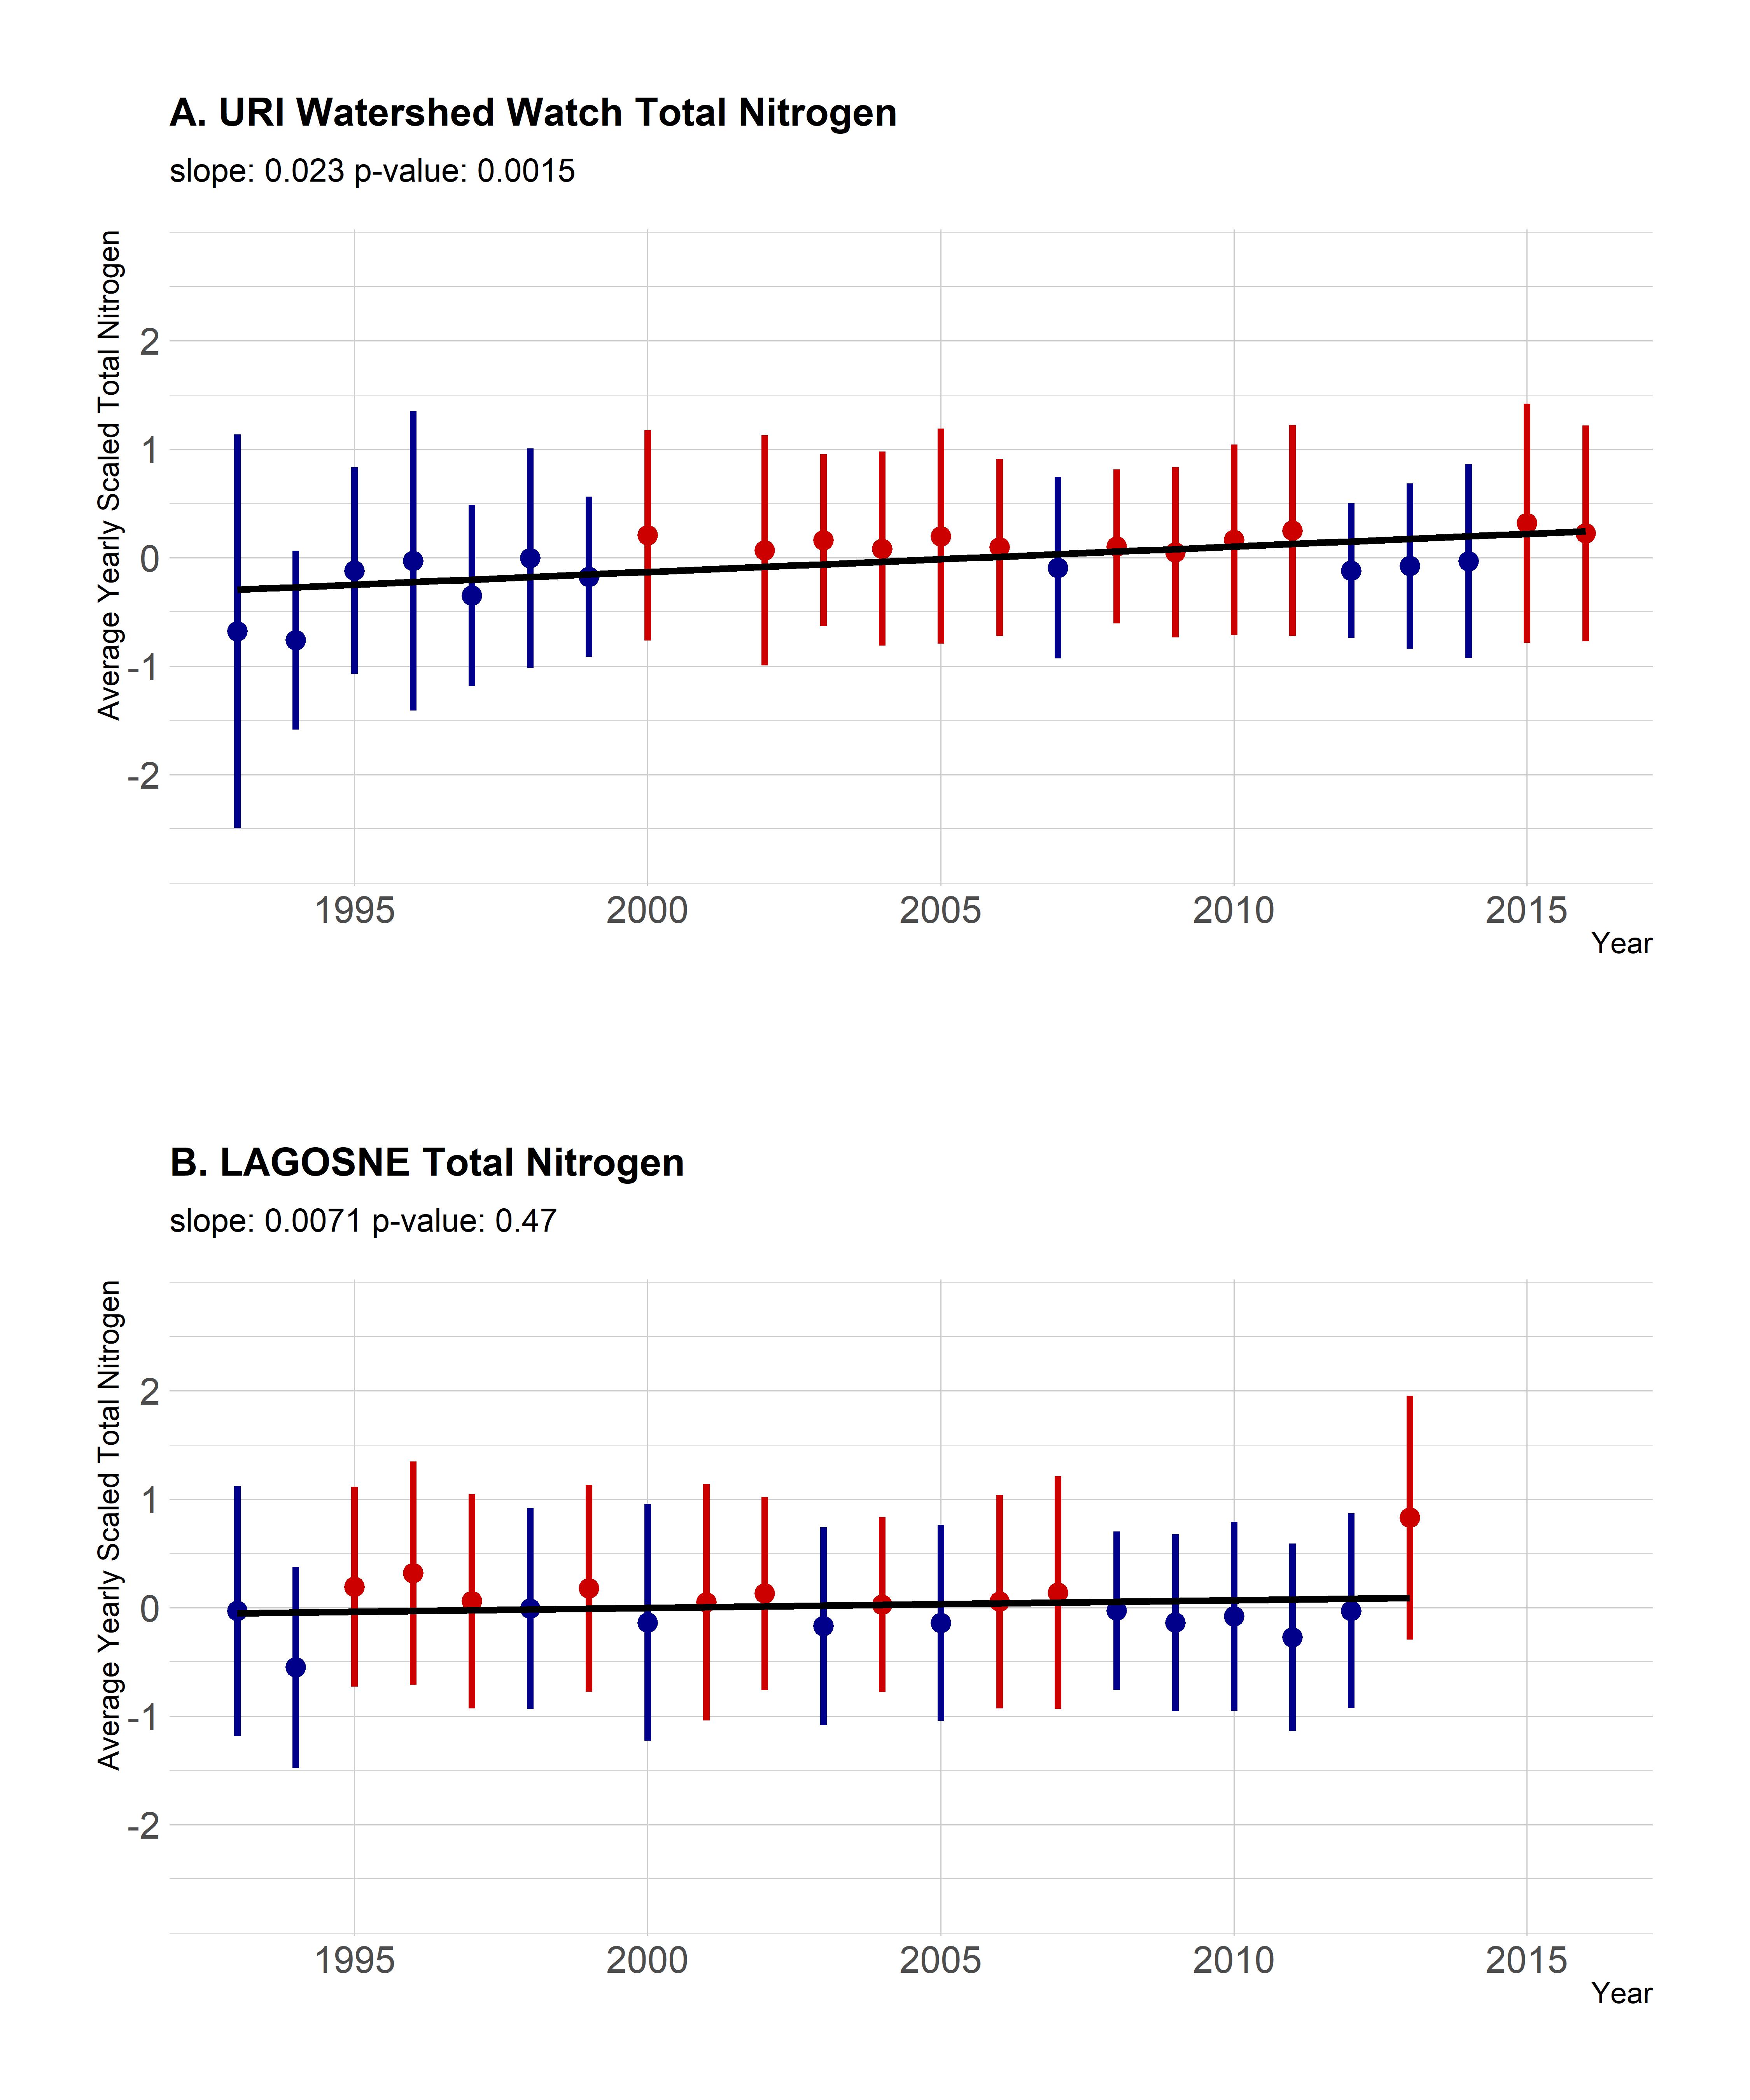 A. URI Watershed Watch Total Nitrogen
slope: 0.023 p-value: 0.0015
Average Yearly Scaled Total Nitrogen
2
1
0
-1
-2
1995 2000 2005 2010 2015
Year
B. LAGOSNE Total Nitrogen
slope: 0.0071 p-value: 0.47
Average Yearly Scaled Total Nitrogen
2
1
0
-1
-2
1995 2000 2005 2010 2015
Year